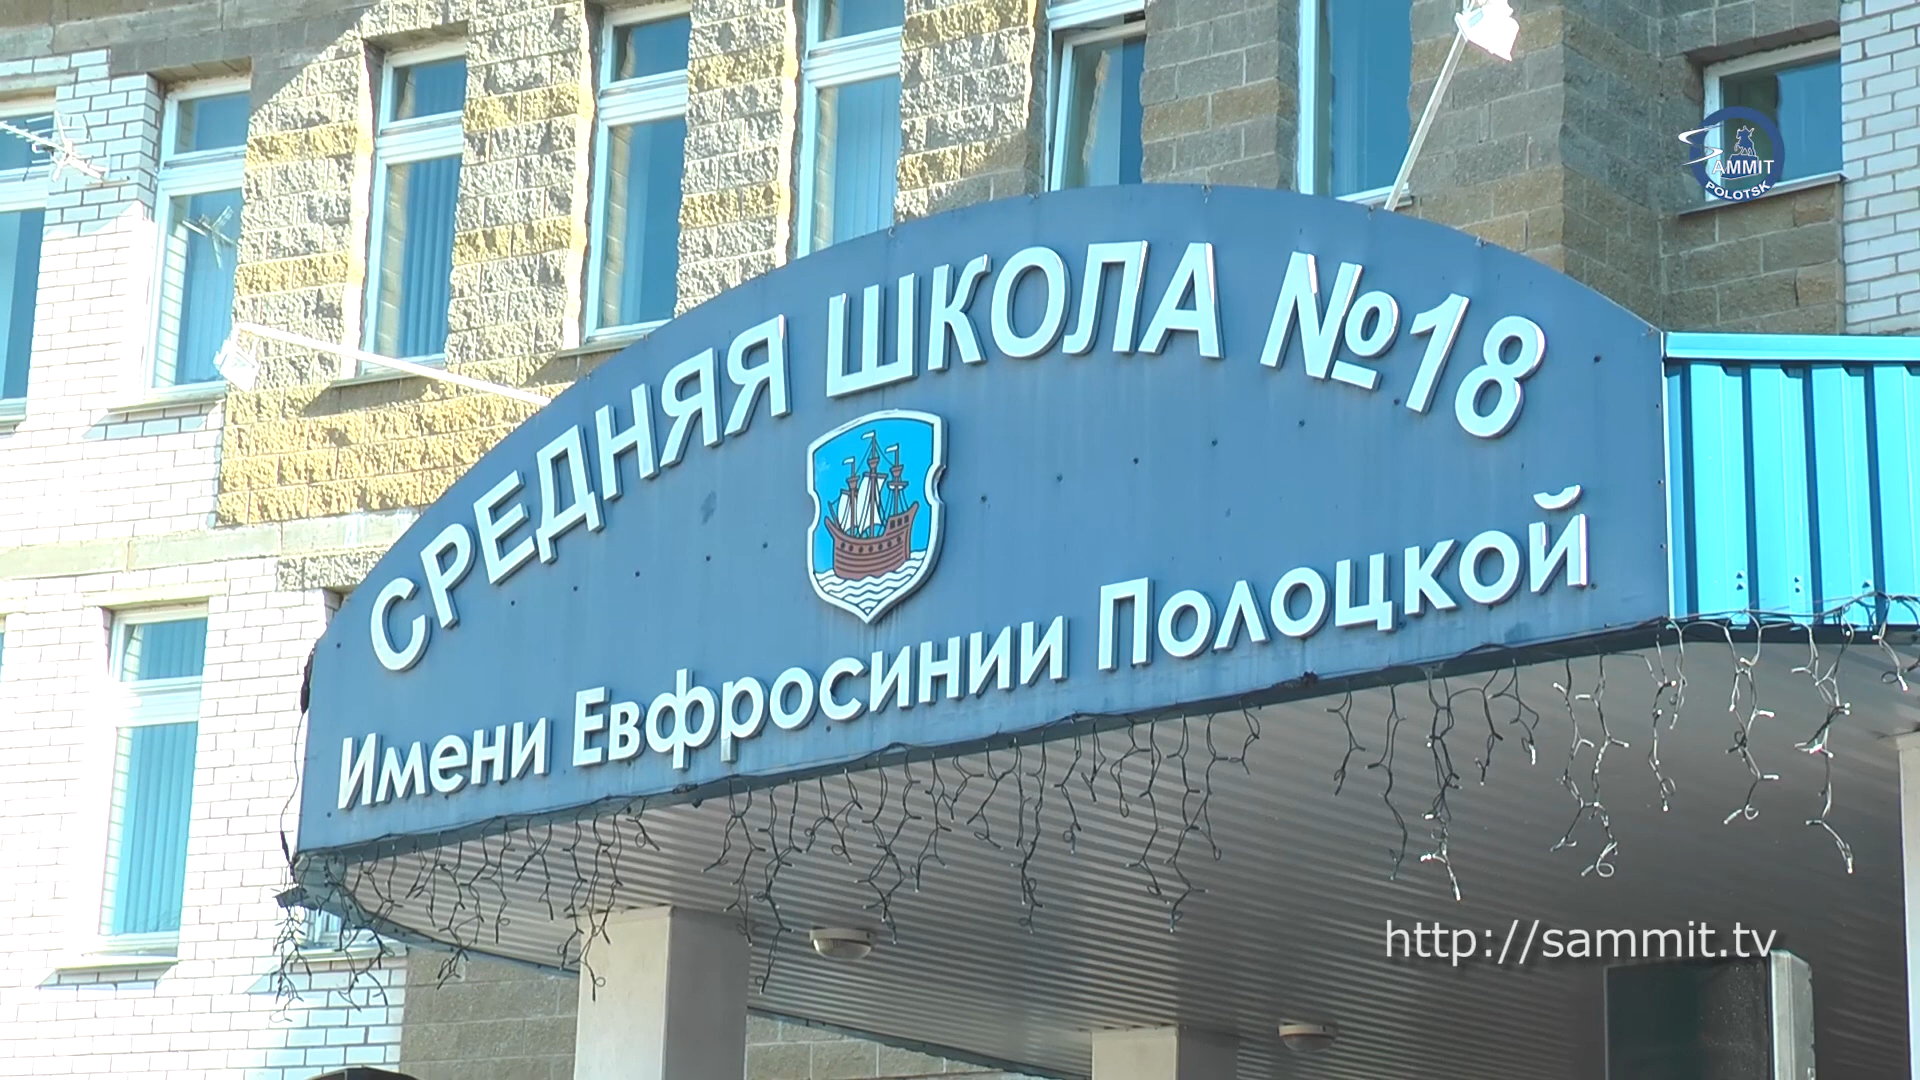 СРЕДНЯЯ ШКОЛА №18
Имени Евфросинии Полоцкой
SAMMIT
POLOTSK
http://sammit.tv